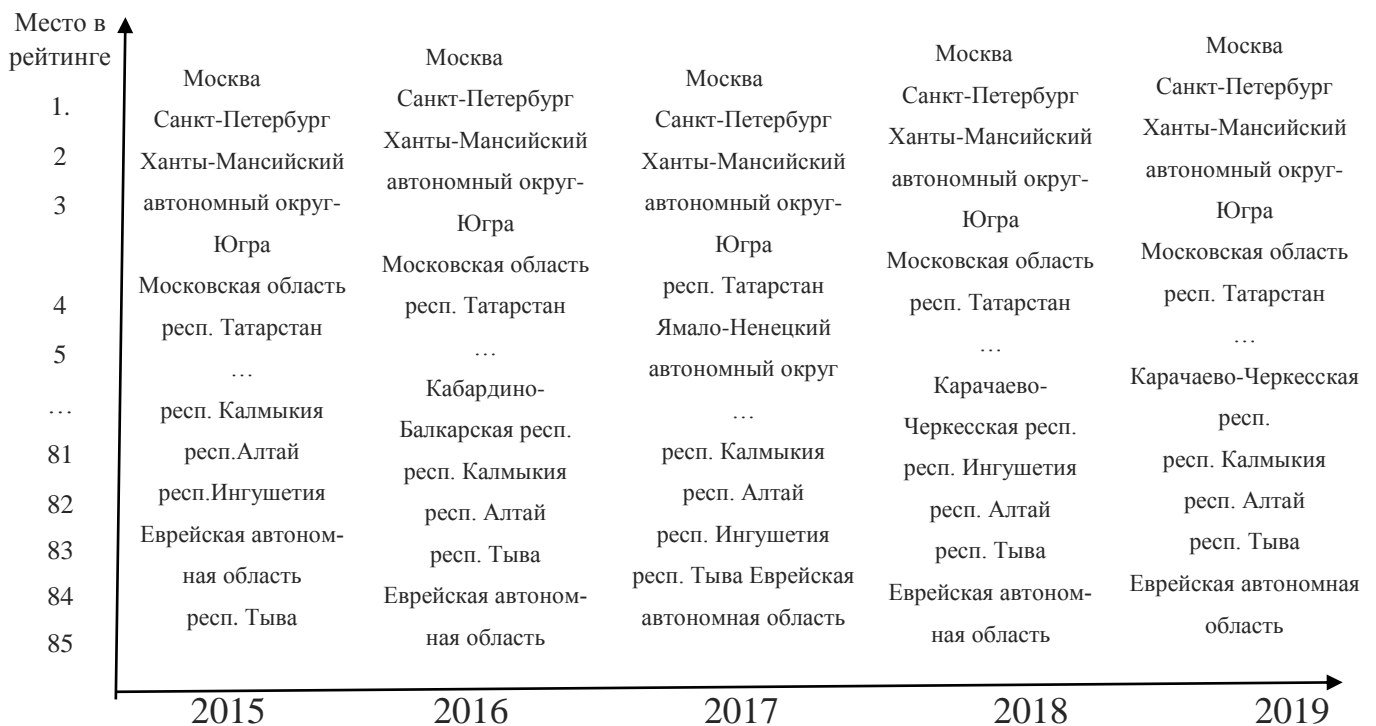 Место в
рейтинге
1.
2
3
4
5
…
81
82
83
84
85
Москва
Санкт-Петербург
Ханты-Мансийский
автономный округ-
Югра
Московская область
респ. Татарстан
…
респ. Калмыкия
респ.Алтай
респ.Ингушетия
Еврейская автоном-
ная область
респ. Тыва
Москва
Санкт-Петербург
Ханты-Мансийский
автономный округ-
Югра
Московская область
респ. Татарстан
…
Кабардино-
Балкарская респ.
респ. Калмыкия
респ. Алтай
респ. Тыва
Еврейская автоном-
ная область
Москва
Санкт-Петербург
Ханты-Мансийский
автономный округ-
Югра
респ. Татарстан
Ямало-Ненецкий
автономный округ
…
респ. Калмыкия
респ. Алтай
респ. Ингушетия
респ. Тыва Еврейская
автономная область
Москва
Санкт-Петербург
Ханты-Мансийский
автономный округ-
Югра
Московская область
респ. Татарстан
…
Карачаево-
Черкесская респ.
респ. Ингушетия
респ. Алтай
респ. Тыва
Еврейская автоном-
ная область
Москва
Санкт-Петербург
Ханты-Мансийский
автономный округ-
Югра
Московская область
респ. Татарстан
…
Карачаево-Черкесская
респ.
респ. Калмыкия
респ. Алтай
респ. Тыва
Еврейская автономная
область
2015
2016
2017
2018
2019